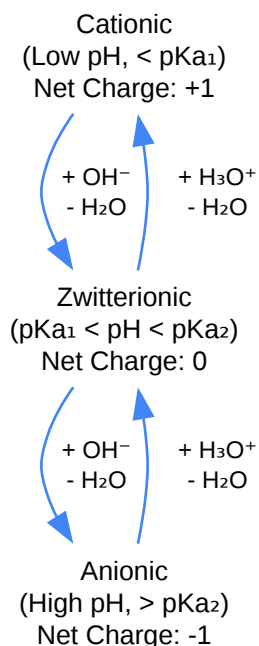 Cationic
(Low pH, < pKa₁)
Net Charge: +1
+ OH⁻
- H₂O
+ H₃O⁺
- H₂O
Zwitterionic
(pKa₁ < pH < pKa₂)
Net Charge: 0
+ OH⁻
- H₂O
+ H₃O⁺
- H₂O
Anionic
(High pH, > pKa₂)
Net Charge: -1